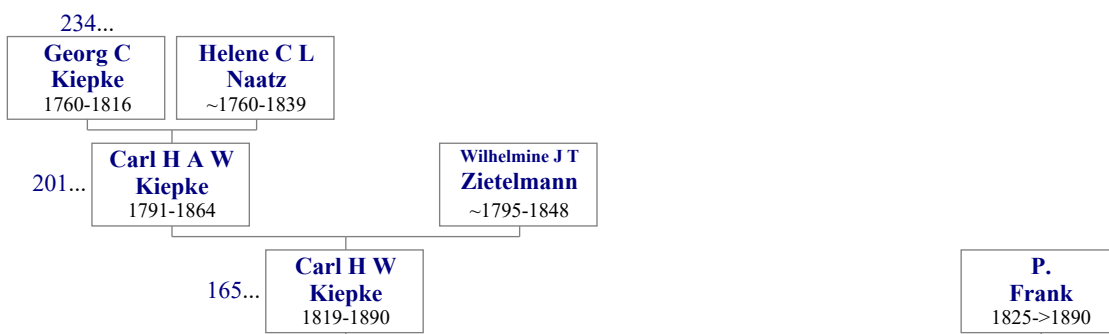 234...
Georg C
Kiepke
1760-1816
Helene C L
Naatz
~1760-1839
201...
Carl H A W
Kiepke
1791-1864
Wilhelmine J T
Zietelmann
~1795-1848
165...
Carl H W
Kiepke
1819-1890
P.
Frank
1825->1890